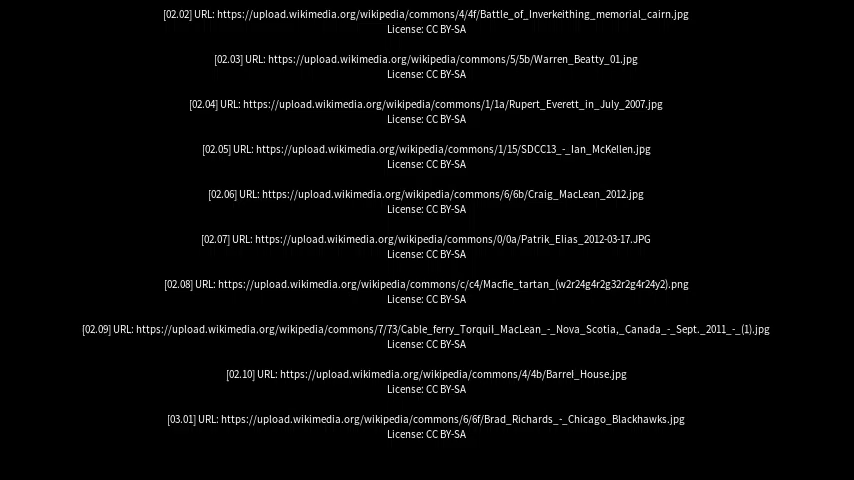 [02.02] URL: https://upload.wikimedia.org/wikipedia/commons/4/4f/Battle_of_Inverkeithing_memorial_cairn.jpg
License: CC BY-SA
[02.03] URL: https://upload.wikimedia.org/wikipedia/commons/5/5b/Warren_Beatty_01.jpg
License: CC BY-SA
[02.04] URL: https://upload.wikimedia.org/wikipedia/commons/1/1a/Rupert_Everett_in_July_2007.jpg
License: CC BY-SA
[02.05] URL: https://upload.wikimedia.org/wikipedia/commons/1/15/SDCC13_-_Ian_McKellen.jpg
License: CC BY-SA
[02.06] URL: https://upload.wikimedia.org/wikipedia/commons/6/6b/Craig_MacLean_2012.jpg
License: CC BY-SA
[02.07] URL: https://upload.wikimedia.org/wikipedia/commons/0/0a/Patrik_Elias_2012-03-17.JPG
License: CC BY-SA
[02.08] URL: https://upload.wikimedia.org/wikipedia/commons/c/c4/Macfie_tartan_(w2r24g4r2g32r2g4r24y2).png
License: CC BY-SA
[02.09] URL: https://upload.wikimedia.org/wikipedia/commons/7/73/Cable_ferry_Torquil_MacLean_-_Nova_Scotia,_Canada_-_Sept._2011_-_(1).jpg
License: CC BY-SA
[02.10] URL: https://upload.wikimedia.org/wikipedia/commons/4/4b/Barrel_House.jpg
License: CC BY-SA
[03.01] URL: https://upload.wikimedia.org/wikipedia/commons/6/6f/Brad_Richards_-_Chicago_Blackhawks.jpg
License: CC BY-SA